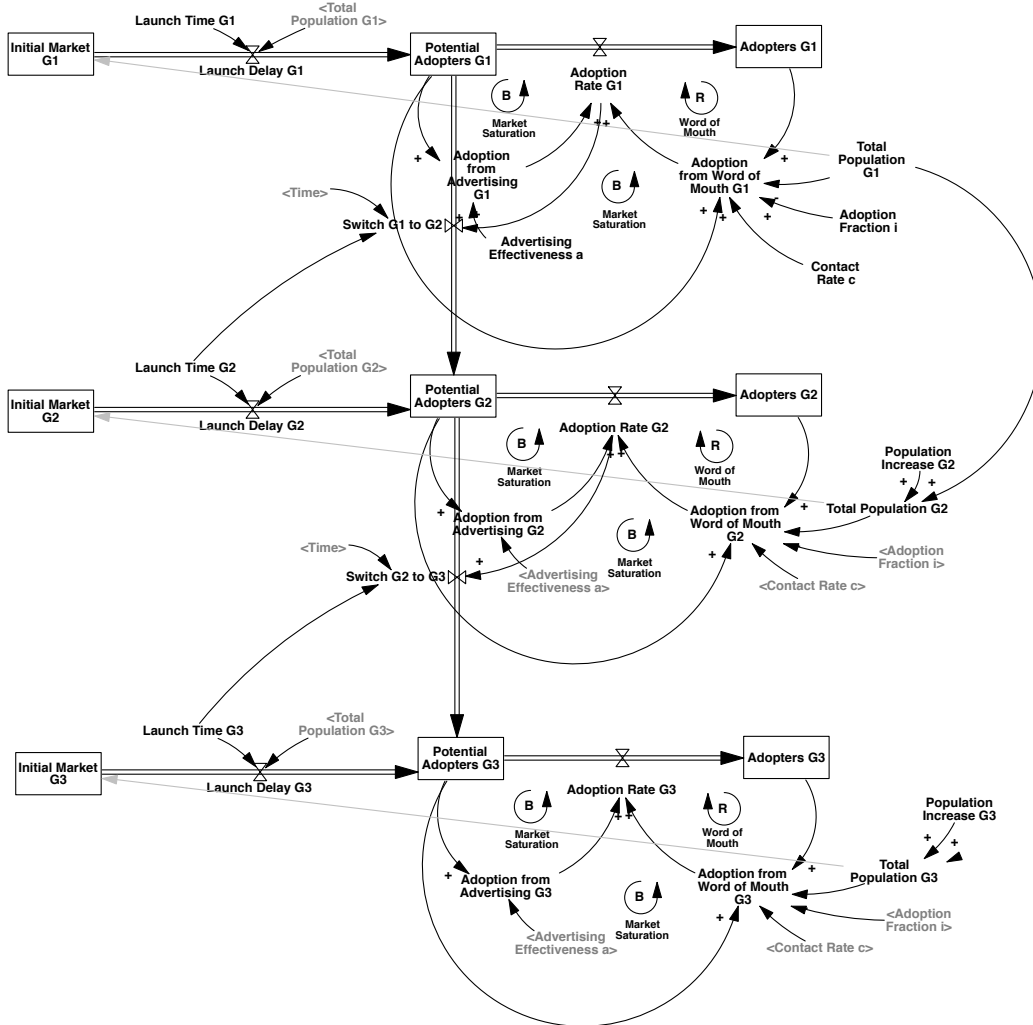 Launch Time G1
<Total
Population G1>
Initial Market
G1
Launch Delay G1
Potential
Adopters G1
Adopters G1
Adoption
Rate G1
B
Market
Saturation
R
Word of
Mouth
+
++
Adoption
from
Advertising
G1
B
Market
Saturation
Adoption
from Word of
Mouth G1
+
Total
Population
G1
<Time>
Switch G1 to G2
+
+
Advertising
Effectiveness a
+
+
+
-
Adoption
Fraction i
Contact
Rate c
Launch Time G2
<Total
Population G2>
Initial Market
G2
Launch Delay G2
Potential
Adopters G2
Adopters G2
Adoption Rate G2
B
Market
Saturation
R
Word of
Mouth
++
Population
Increase G2
+
+
+
Adoption from
Advertising G2
Adoption from
Word of Mouth
G2
+
Total Population G2
B
Market
Saturation
<Time>
Switch G2 to G3
+
<Advertising
Effectiveness a>
+
<Adoption
Fraction i>
<Contact Rate c>
Launch Time G3
<Total
Population G3>
Initial Market
G3
Launch Delay G3
Potential
Adopters G3
Adopters G3
Adoption Rate G3
B
Market
Saturation
R
Word of
Mouth
++
Population
Increase G3
+
+
+
Adoption from
Advertising G3
Adoption from
Word of Mouth
G3
+
Total
Population G3
B
Market
Saturation
<Advertising
Effectiveness a>
+
<Adoption
Fraction i>
<Contact Rate c>